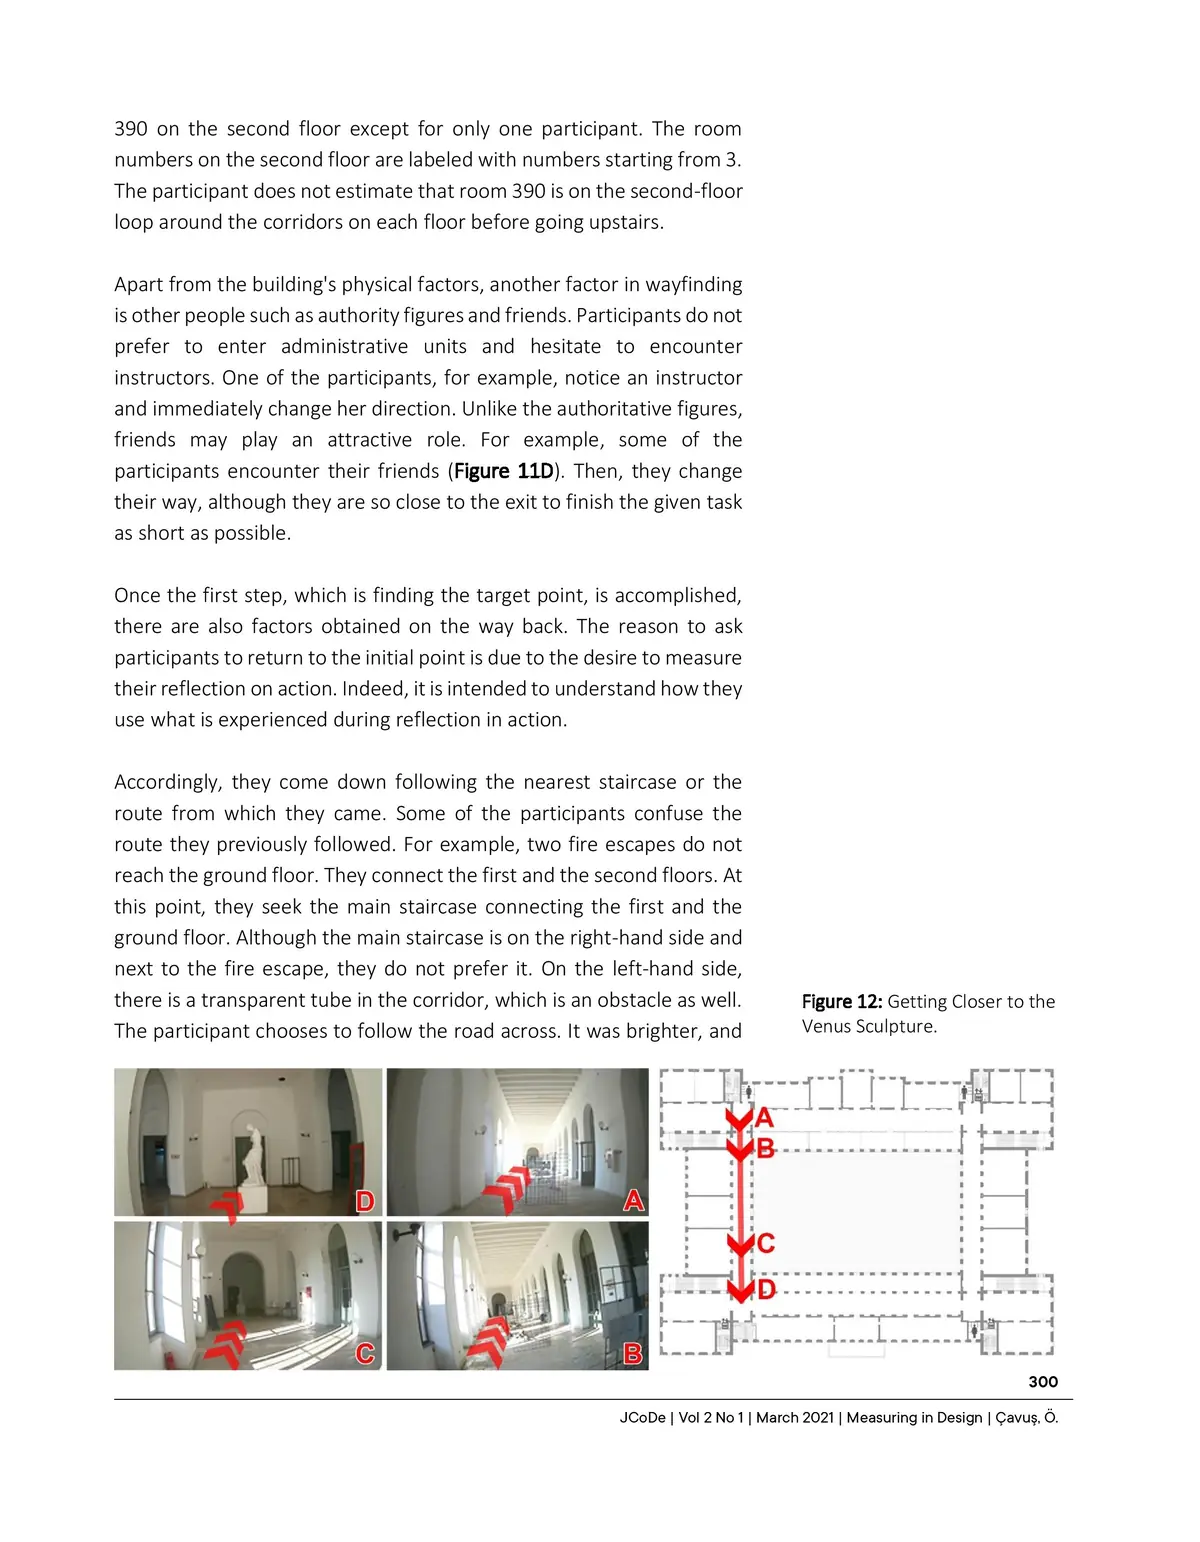 390 on the second floor except for only one participant. The room
numbers on the second floor are labeled with numbers starting from 3.
The participant does not estimate that room 390 is on the second-floor
loop around the corridors on each floor before going upstairs.
Apart from the building's physical factors, another factor in wayfinding
is other people such as authority figures and friends. Participants do not
prefer to enter administrative units and hesitate to encounter
instructors. One of the participants, for example, notice an instructor
and immediately change her direction. Unlike the authoritative figures,
friends may play an attractive role. For example, some of the
participants encounter their friends (Figure 11D). Then, they change
their way, although they are so close to the exit to finish the given task
as short as possible.
Once the first step, which is finding the target point, is accomplished,
there are also factors obtained on the way back. The reason to ask
participants to return to the initial point is due to the desire to measure
their reflection on action. Indeed, it is intended to understand how they
use what is experienced during reflection in action.
Accordingly, they come down following the nearest staircase or the
route from which they came. Some of the participants confuse the
route they previously followed. For example, two fire escapes do not
reach the ground floor. They connect the first and the second floors. At
this point, they seek the main staircase connecting the first and the
ground floor. Although the main staircase is on the right-hand side and
next to the fire escape, they do not prefer it. On the left-hand side,
there is a transparent tube in the corridor, which is an obstacle as well.
The participant chooses to follow the road across. It was brighter, and
Figure 12: Getting Closer to the
Venus Sculpture.
D
A
C
B
A
B
C
D
300
JCoDe | Vol 2 No 1 | March 2021 | Measuring in Design | Çavuş, Ö.